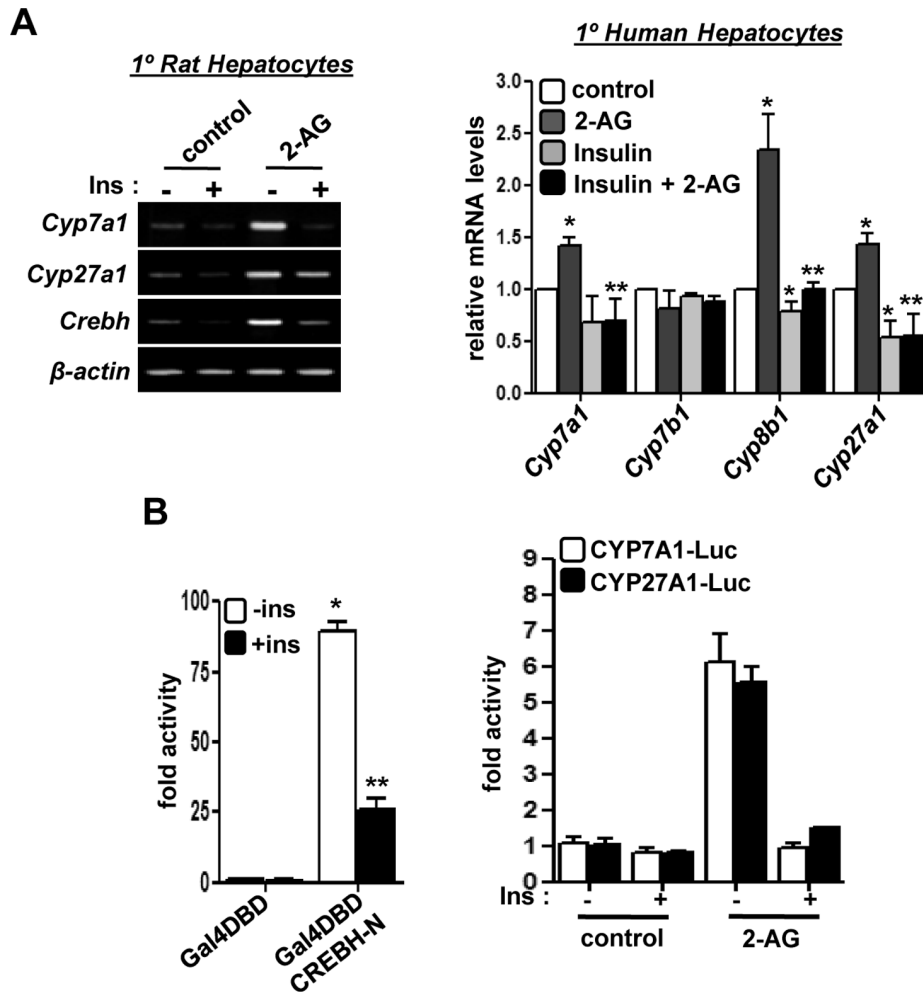 A
1º Rat Hepatocytes
control 2-AG
Ins : - + - +
Cyp7a1
Cyp27a1
Crebh
β-actin
1º Human Hepatocytes
control
2-AG
Insulin
Insulin + 2-AG
relative mRNA levels
3.0
2.5
2.0
1.5
1.0
0.5
0.0
* ** * * ** * * **
Cyp7a1 Cyp7b1 Cyp8b1 Cyp27a1
B
-ins
+ins
fold activity
100
75
50
25
0
* **
Gal4DBD
Gal4DBD
CREBH-N
CYP7A1-Luc
CYP27A1-Luc
fold activity
9
8
7
6
5
4
3
2
1
0
Ins : - + - +
control 2-AG